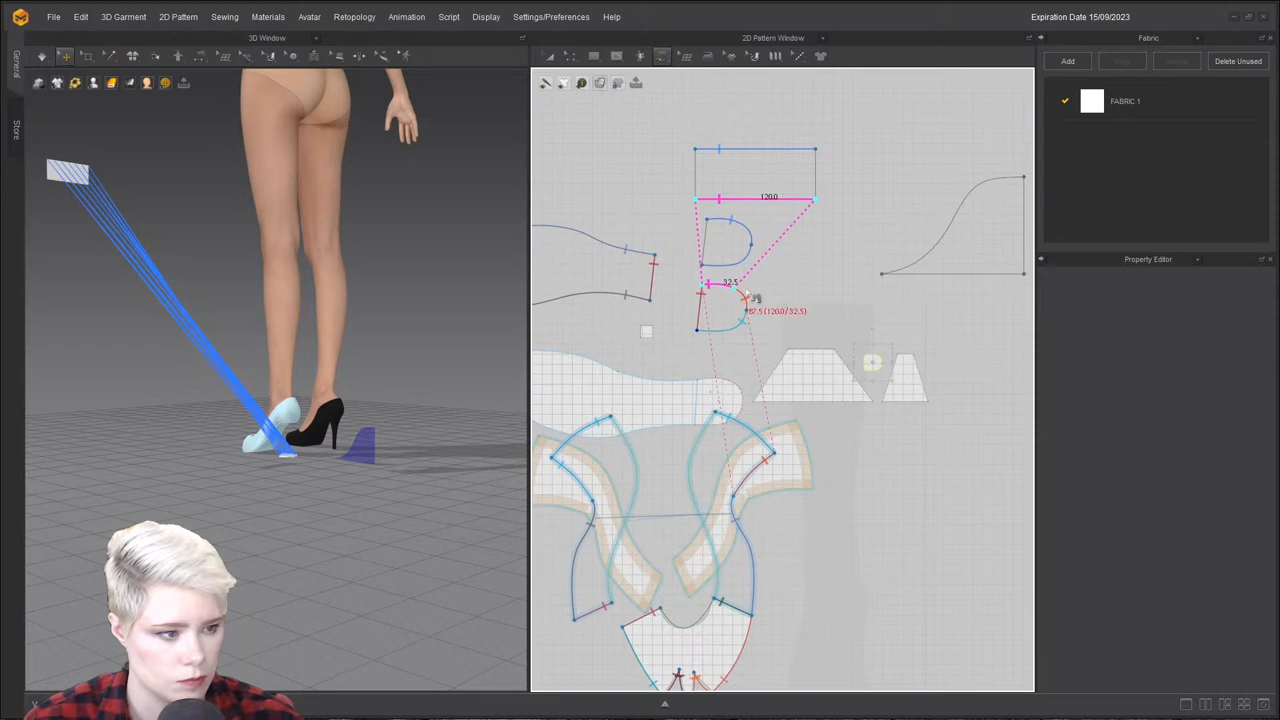 File Edit 3D Garment 2D Pattern Sewing Materials Avatar Retopology Animation Script Display Settings/Preferences Help
Expiration Date 15/09/2023
3D Window
2D Pattern Window
Fabric
General
Store
Add
Delete Unused
FABRIC 1
Property Editor
120.0
32.5
87.5 (120.0 / 32.5)